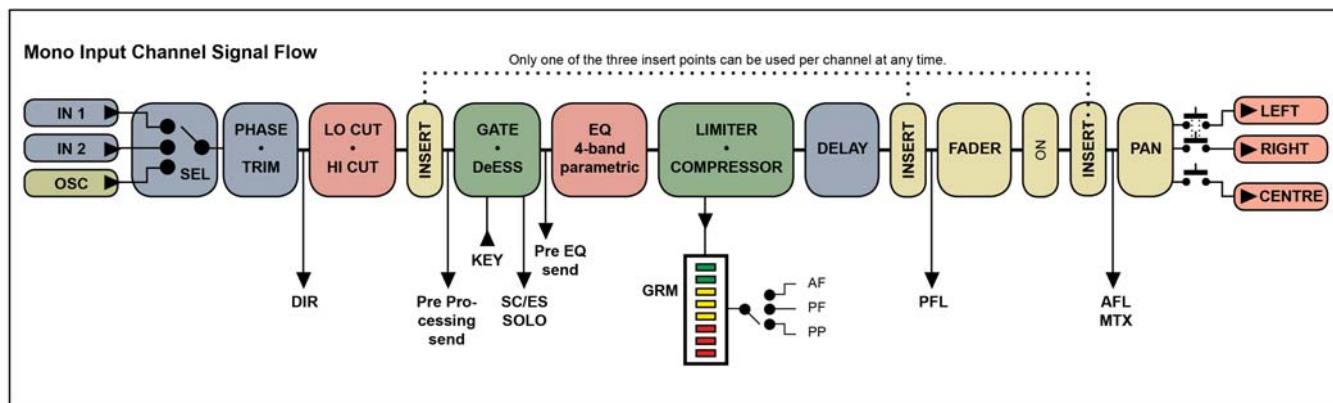 Mono Input Channel Signal Flow
Only one of the three insert points can be used per channel at any time.
IN 1
IN 2
OSC
SEL
PHASE
•
TRIM
LO CUT
•
HI CUT
INSERT
GATE
•
DeESS
EQ
4-band
parametric
LIMITER
•
COMPRESSOR
DELAY
INSERT
FADER
ON
INSERT
PAN
LEFT
RIGHT
CENTRE
DIR
Pre Pro-
cessing
send
KEY
SC/ES
SOLO
Pre EQ
send
GRM
AF
PF
PP
PFL
AFL
MTX